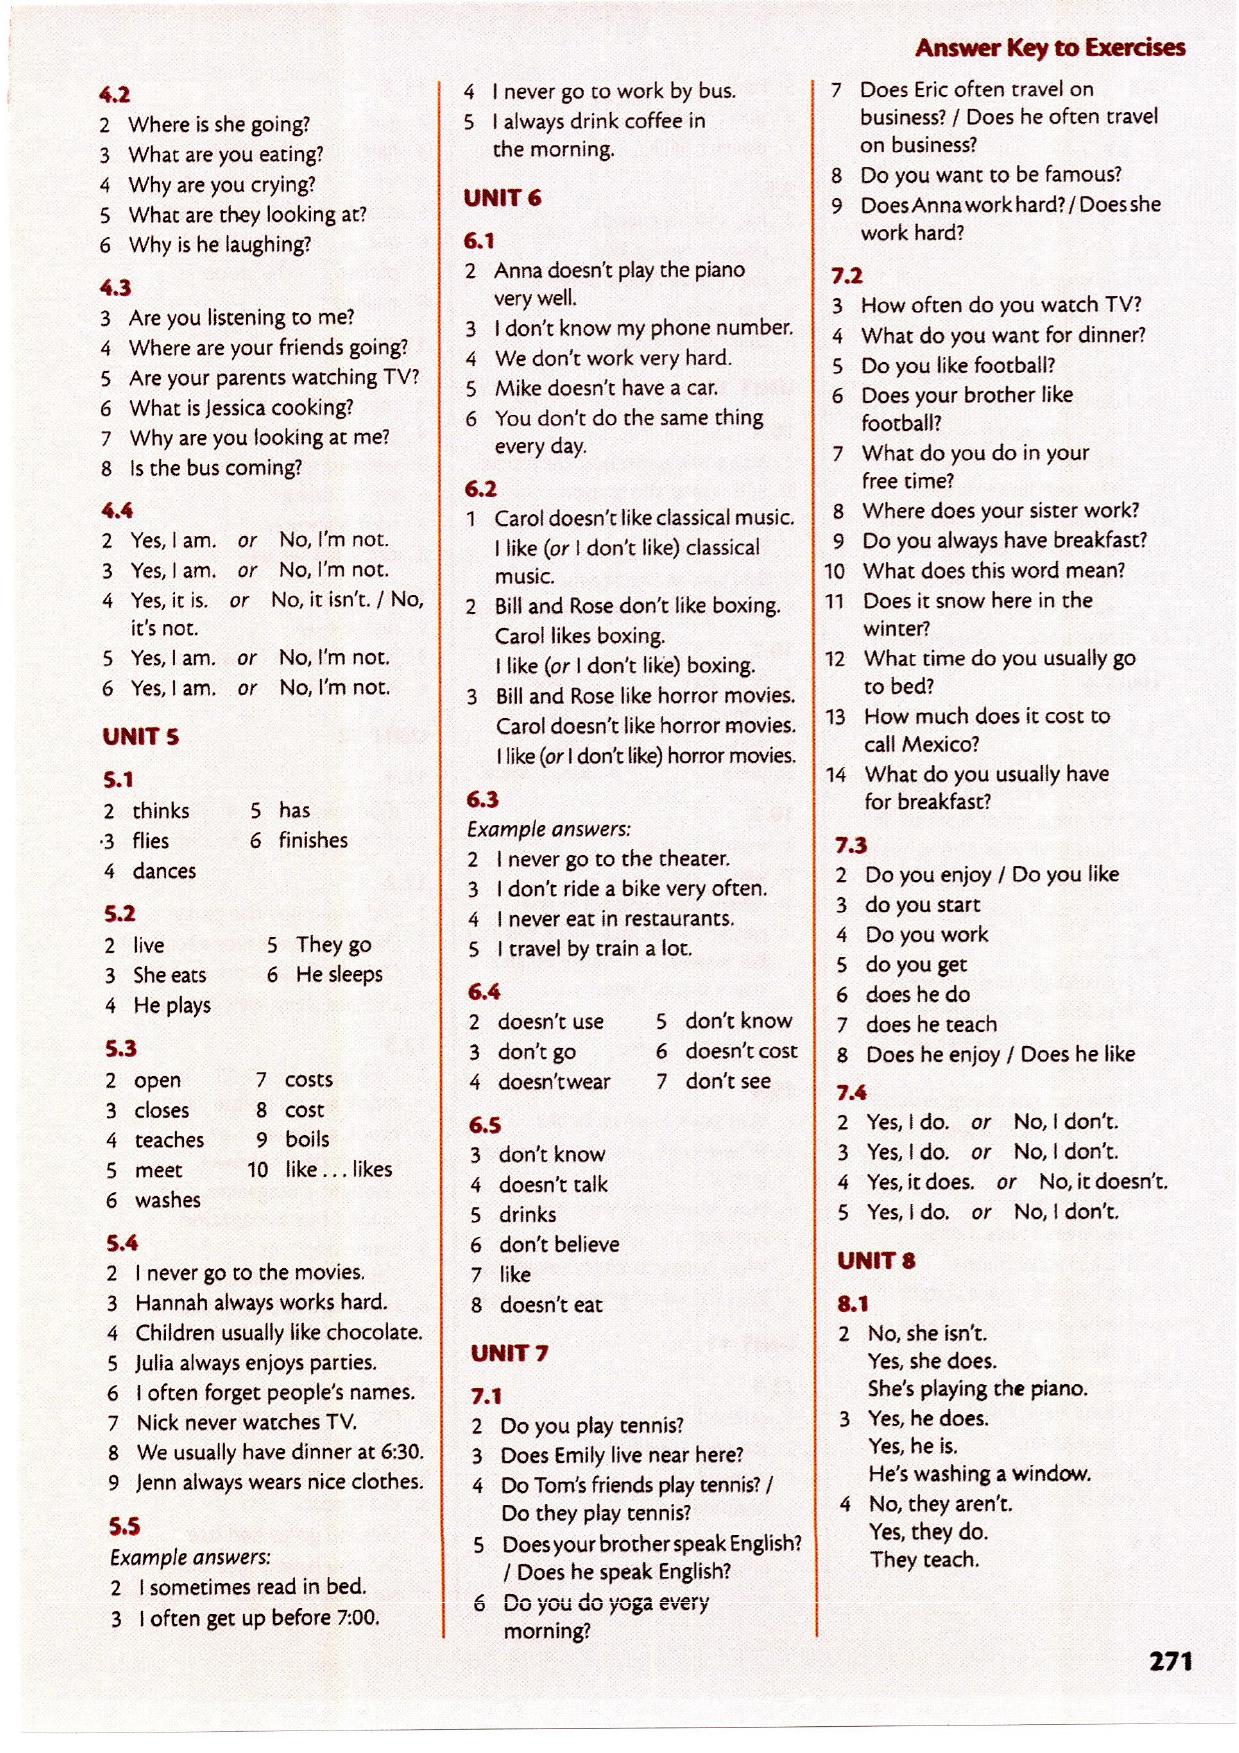 Answer Key to Exercises
4.2
2 Where is she going?
3 What are you eating?
4 Why are you crying?
5 What are they looking at?
6 Why is he laughing?
4.3
3 Are you listening to me?
4 Where are your friends going?
5 Are your parents watching TV?
6 What is Jessica cooking?
7 Why are you looking at me?
8 Is the bus coming?
4.4
2 Yes, I am. or No, I'm not.
3 Yes, I am. or No, I'm not.
4 Yes, it is. or No, it isn't. / No,
it's not.
5 Yes, I am. or No, I'm not.
6 Yes, I am. or No, I'm not.
UNIT 5
5.1
2 thinks 5 has
3 flies 6 finishes
4 dances
5.2
2 live 5 They go
3 She eats 6 He sleeps
4 He plays
5.3
2 open 7 costs
3 closes 8 cost
4 teaches 9 boils
5 meet 10 like . . . likes
6 washes
5.4
2 I never go to the movies.
3 Hannah always works hard.
4 Children usually like chocolate.
5 Julia always enjoys parties.
6 I often forget people's names.
7 Nick never watches TV.
8 We usually have dinner at 6:30.
9 Jenn always wears nice clothes.
5.5
Example answers:
2 I sometimes read in bed.
3 I often get up before 7:00.
4 I never go to work by bus.
5 I always drink coffee in
the morning.
UNIT 6
6.1
2 Anna doesn't play the piano
very well.
3 I don't know my phone number.
4 We don't work very hard.
5 Mike doesn't have a car.
6 You don't do the same thing
every day.
6.2
1 Carol doesn't like classical music.
I like (or I don't like) classical
music.
2 Bill and Rose don't like boxing.
Carol likes boxing.
I like (or I don't like) boxing.
3 Bill and Rose like horror movies.
Carol doesn't like horror movies.
I like (or I don't like) horror movies.
6.3
Example answers:
2 I never go to the theater.
3 I don't ride a bike very often.
4 I never eat in restaurants.
5 I travel by train a lot.
6.4
2 doesn't use 5 don't know
3 don't go 6 doesn't cost
4 doesn't wear 7 don't see
6.5
3 don't know
4 doesn't talk
5 drinks
6 don't believe
7 like
8 doesn't eat
UNIT 7
7.1
2 Do you play tennis?
3 Does Emily live near here?
4 Do Tom's friends play tennis? /
Do they play tennis?
5 Does your brother speak English?
/ Does he speak English?
6 Do you do yoga every
morning?
7 Does Eric often travel on
business? / Does he often travel
on business?
8 Do you want to be famous?
9 Does Anna work hard? / Does she
work hard?
7.2
3 How often do you watch TV?
4 What do you want for dinner?
5 Do you like football?
6 Does your brother like
football?
7 What do you do in your
free time?
8 Where does your sister work?
9 Do you always have breakfast?
10 What does this word mean?
11 Does it snow here in the
winter?
12 What time do you usually go
to bed?
13 How much does it cost to
call Mexico?
14 What do you usually have
for breakfast?
7.3
2 Do you enjoy / Do you like
3 do you start
4 Do you work
5 do you get
6 does he do
7 does he teach
8 Does he enjoy / Does he like
7.4
2 Yes, I do. or No, I don't.
3 Yes, I do. or No, I don't.
4 Yes, it does. or No, it doesn't.
5 Yes, I do. or No, I don't.
UNIT 8
8.1
2 No, she isn't.
Yes, she does.
She's playing the piano.
3 Yes, he does.
Yes, he is.
He's washing a window.
4 No, they aren't.
Yes, they do.
They teach.
271